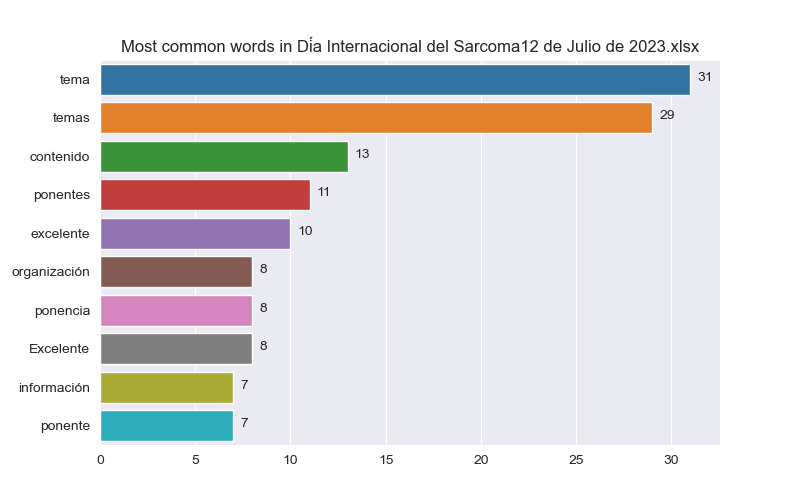 Most common words in Día Internacional del Sarcoma12 de Julio de 2023.xlsx
tema 31
temas 29
contenido 13
ponentes 11
excelente 10
organización 8
ponencia 8
Excelente 8
información 7
ponente 7
0 5 10 15 20 25 30